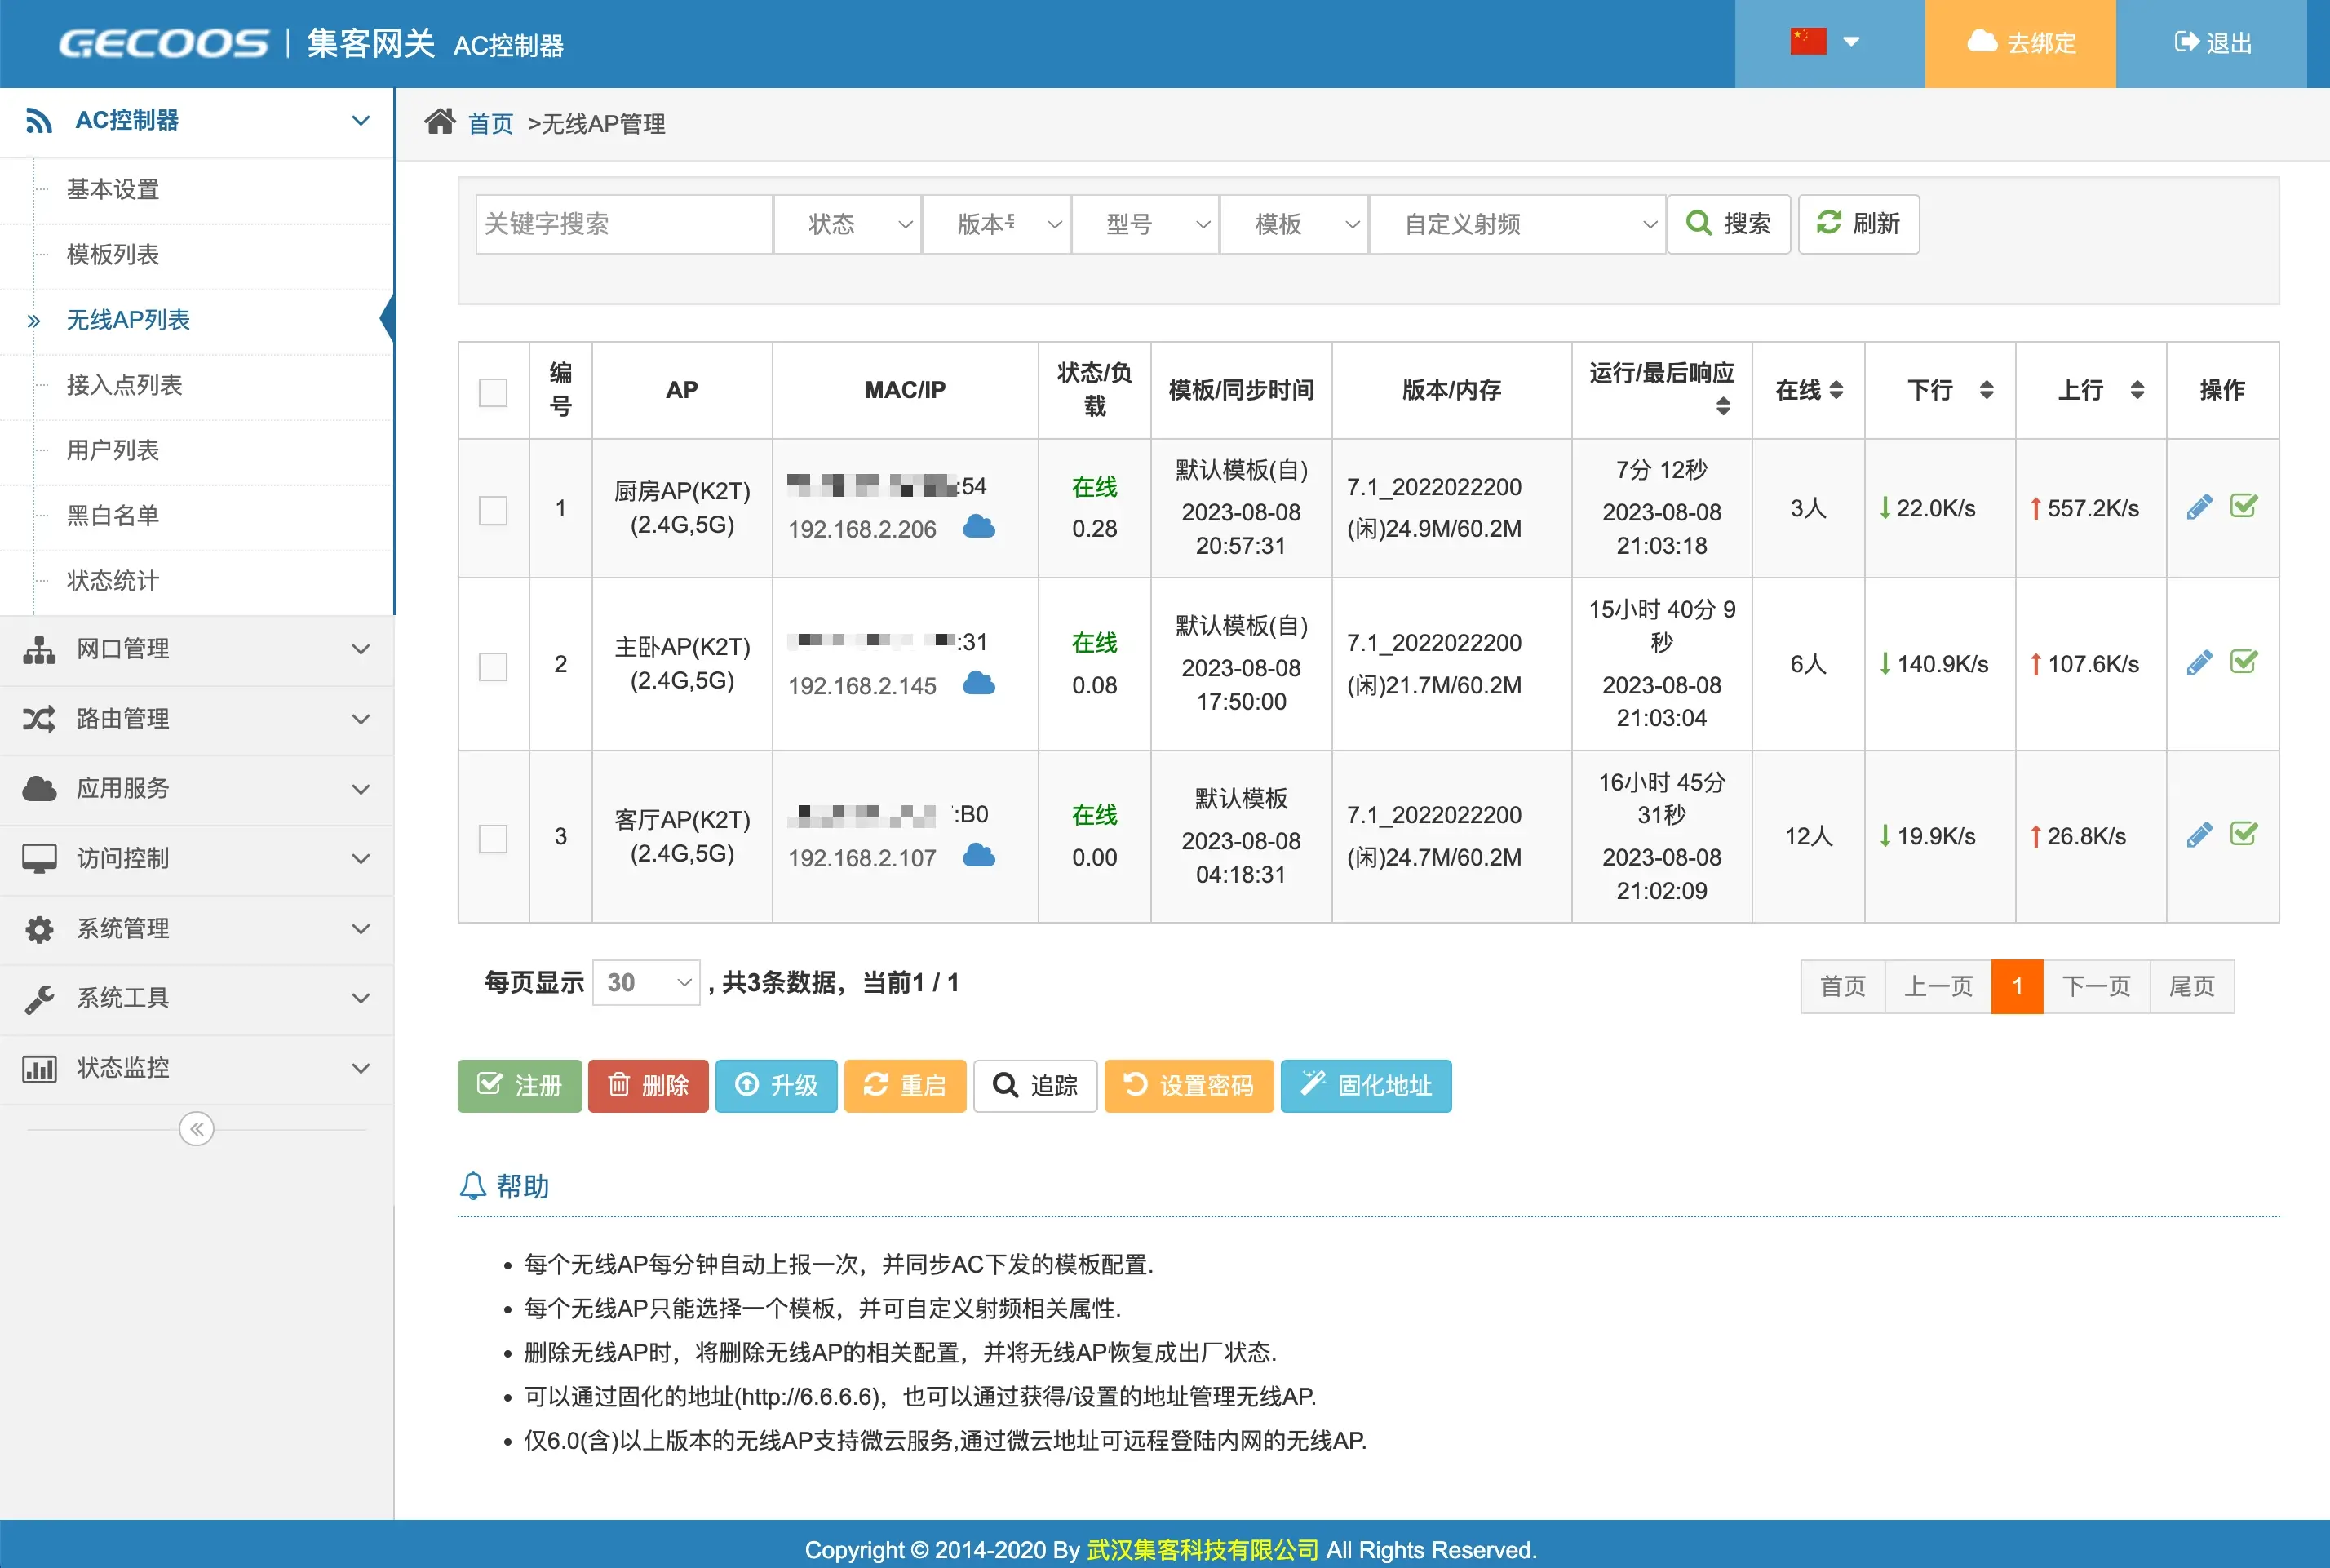 GECOOS | 集客网关 AC控制器
去绑定
退出
AC控制器
基本设置
模板列表
无线AP列表
接入点列表
用户列表
黑白名单
状态统计
网口管理
路由管理
应用服务
访问控制
系统管理
系统工具
状态监控
首页 >无线AP管理
关键字搜索 状态 版本号 型号 模板 自定义射频 搜索 刷新
编号 AP MAC/IP 状态/负载 模板/同步时间 版本/内存 运行/最后响应 在线 下行 上行 操作
1 厨房AP(K2T) (2.4G,5G) :54 192.168.2.206 在线 0.28 默认模板(自) 2023-08-08 20:57:31 7.1_2022022200 (闲)24.9M/60.2M 7分 12秒 2023-08-08 21:03:18 3人 22.0K/s 557.2K/s
2 主卧AP(K2T) (2.4G,5G) :31 192.168.2.145 在线 0.08 默认模板(自) 2023-08-08 17:50:00 7.1_2022022200 (闲)21.7M/60.2M 15小时 40分 9秒 2023-08-08 21:03:04 6人 140.9K/s 107.6K/s
3 客厅AP(K2T) (2.4G,5G) :B0 192.168.2.107 在线 0.00 默认模板 2023-08-08 04:18:31 7.1_2022022200 (闲)24.7M/60.2M 16小时 45分 31秒 2023-08-08 21:02:09 12人 19.9K/s 26.8K/s
每页显示 30 , 共3条数据，当前1 / 1
首页 上一页 1 下一页 尾页
注册 删除 升级 重启 追踪 设置密码 固化地址
帮助
每个无线AP每分钟自动上报一次，并同步AC下发的模板配置.
每个无线AP只能选择一个模板，并可自定义射频相关属性.
删除无线AP时，将删除无线AP的相关配置，并将无线AP恢复成出厂状态.
可以通过固化的地址(http://6.6.6.6)，也可以通过获得/设置的地址管理无线AP.
仅6.0(含)以上版本的无线AP支持微云服务,通过微云地址可远程登陆内网的无线AP.
Copyright © 2014-2020 By 武汉集客科技有限公司 All Rights Reserved.